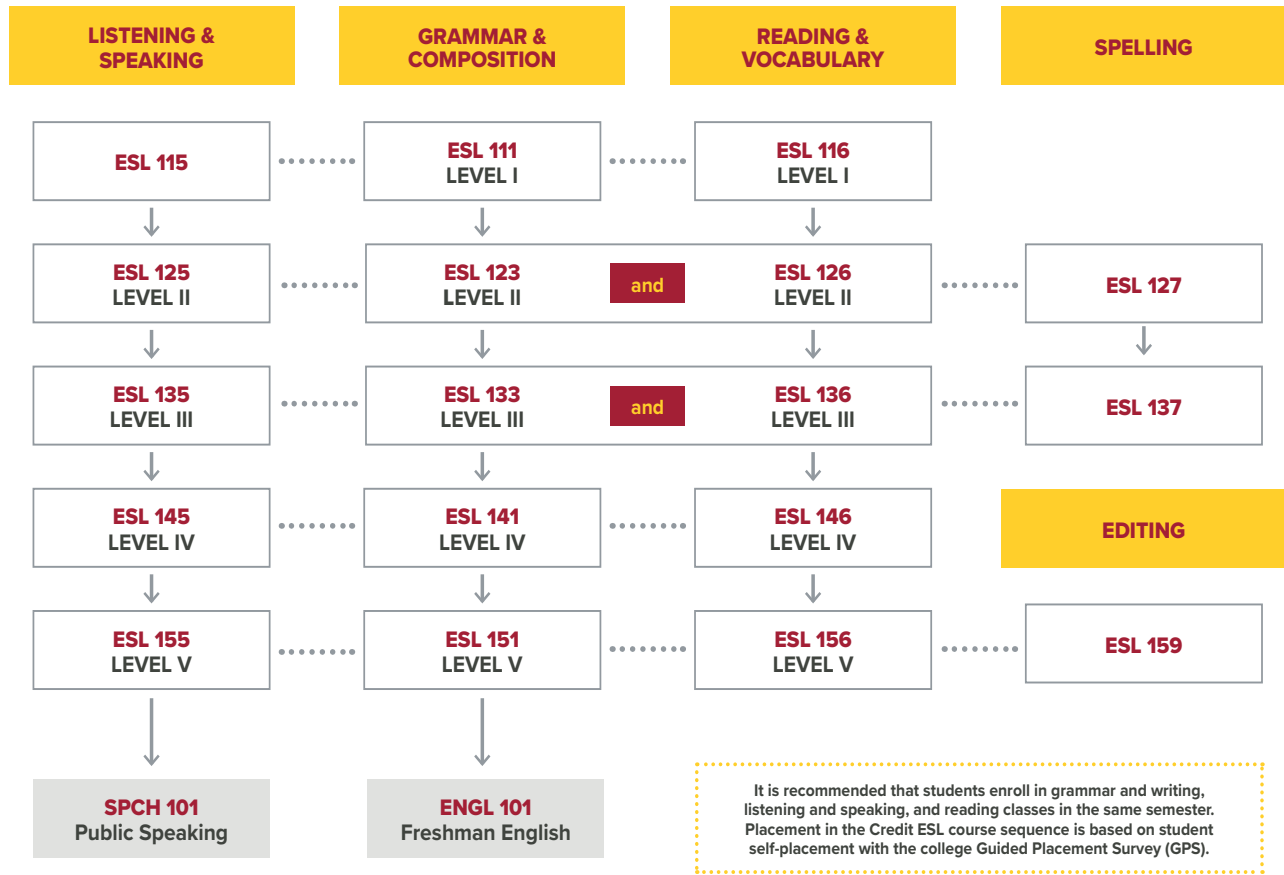 LISTENING &
SPEAKING
GRAMMAR &
COMPOSITION
READING &
VOCABULARY
SPELLING
ESL 115
ESL 111
LEVEL I
ESL 116
LEVEL I
ESL 125
LEVEL II
ESL 123
LEVEL II
and
ESL 126
LEVEL II
ESL 127
ESL 135
LEVEL III
ESL 133
LEVEL III
and
ESL 136
LEVEL III
ESL 137
ESL 145
LEVEL IV
ESL 141
LEVEL IV
ESL 146
LEVEL IV
EDITING
ESL 155
LEVEL V
ESL 151
LEVEL V
ESL 156
LEVEL V
ESL 159
SPCH 101
Public Speaking
ENGL 101
Freshman English
It is recommended that students enroll in grammar and writing,
listening and speaking, and reading classes in the same semester.
Placement in the Credit ESL course sequence is based on student
self-placement with the college Guided Placement Survey (GPS).